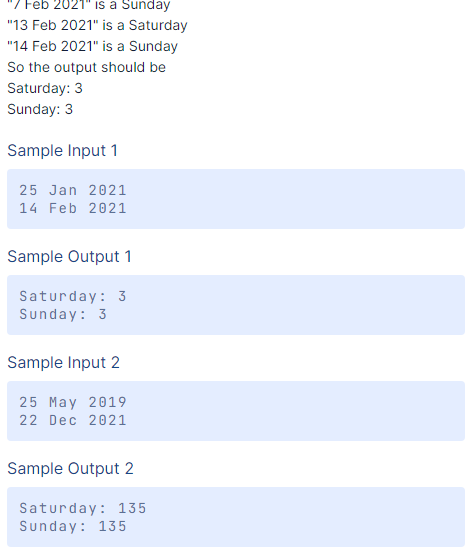 "7 Feb 2021" is a Sunday
"13 Feb 2021" is a Saturday
"14 Feb 2021" is a Sunday
So the output should be
Saturday: 3
Sunday: 3
Sample Input 1
25 Jan 2021
14 Feb 2021
Sample Output 1
Saturday: 3
Sunday: 3
Sample Input 2
25 May 2019
22 Dec 2021
Sample Output 2
Saturday: 135
Sunday: 135